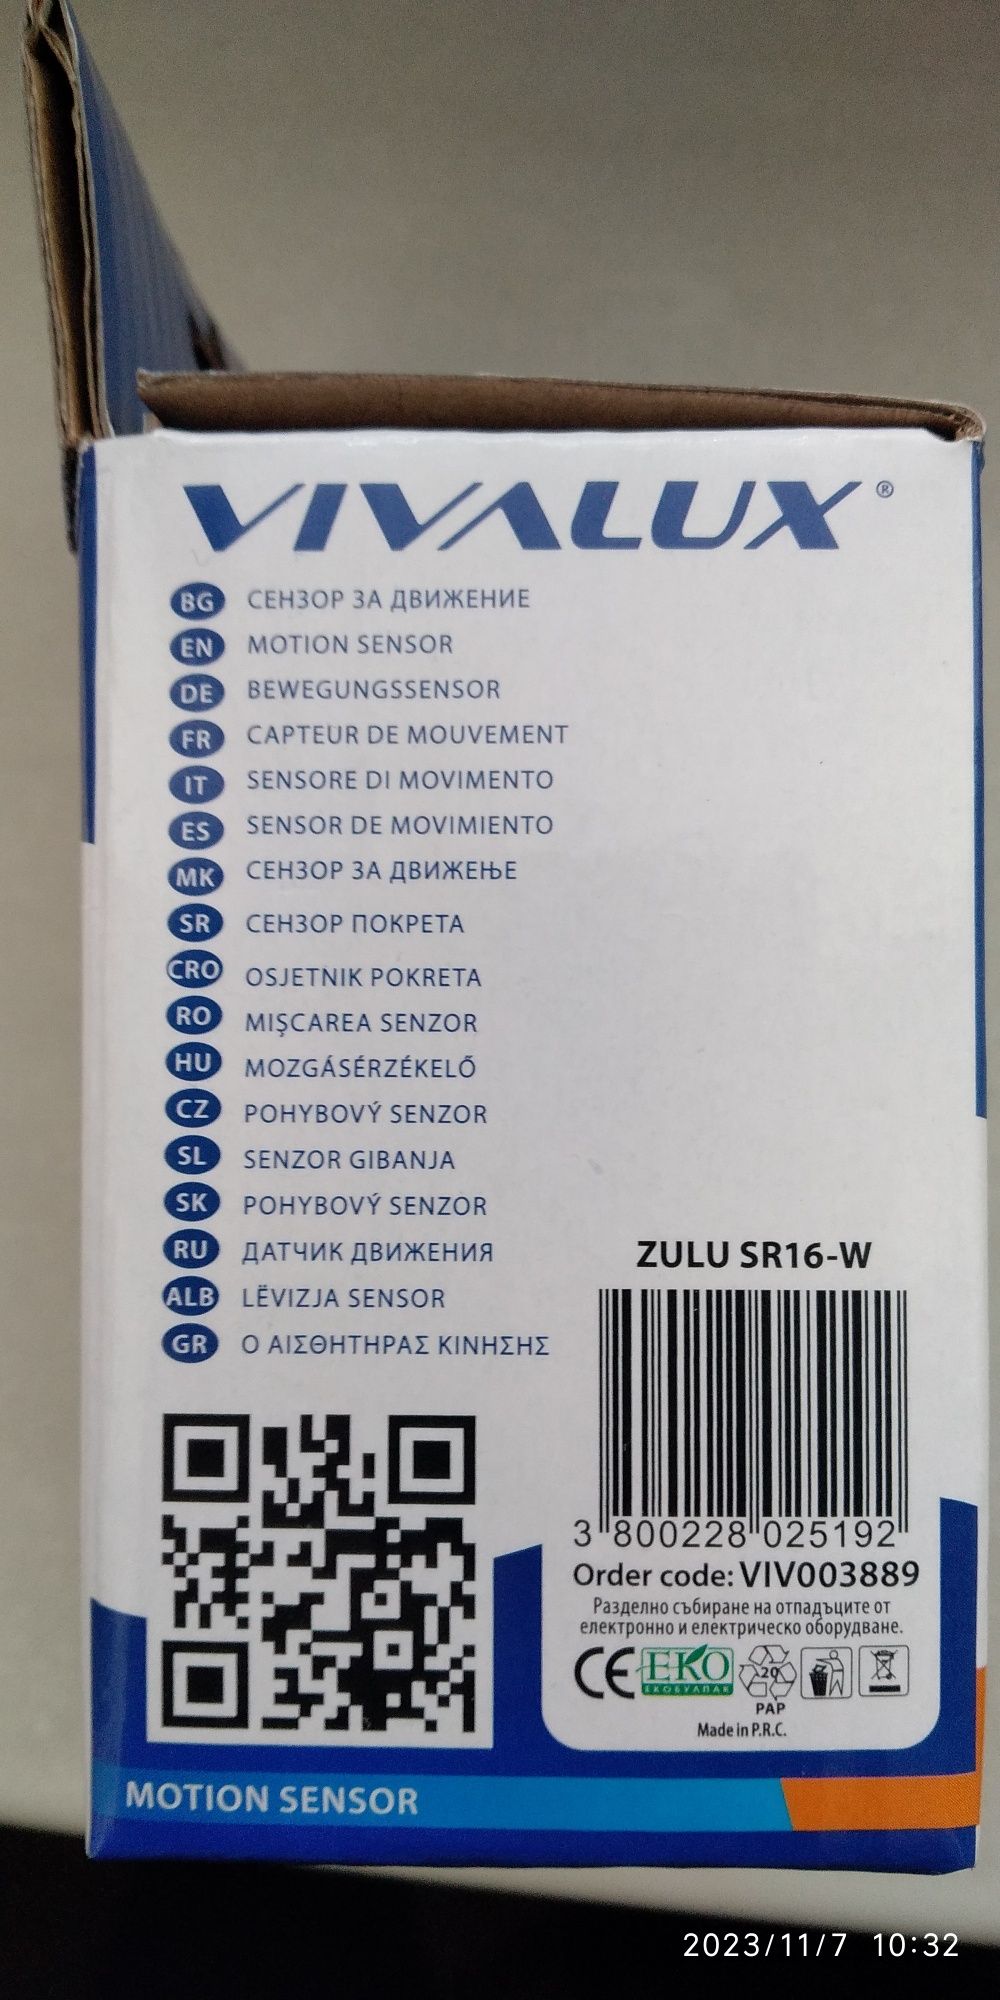 VIVALUX ®
BG СЕНЗОР ЗА ДВИЖЕНИЕ
EN MOTION SENSOR
DE BEWEGUNGSSENSOR
FR CAPTEUR DE MOUVEMENT
IT SENSORE DI MOVIMENTO
ES SENSOR DE MOVIMIENTO
MK СЕНЗОР ЗА ДВИЖЕЊЕ
SR СЕНЗОР ПОКРЕТА
CRO OSJETNIK POKRETA
RO MIȘCAREA SENZOR
HU MOZGÁSÉRZÉKELŐ
CZ POHYBOVÝ SENZOR
SL SENZOR GIBANJA
SK POHYBOVÝ SENZOR
RU ДАТЧИК ДВИЖЕНИЯ
ALB LËVIZJA SENSOR
GR Ο ΑΙΣΘΗΤΗΡΑΣ ΚΙΝΗΣΗΣ
ZULU SR16-W
3 800228 025192
Order code: VIV003889
Разделно събиране на отпадъците от
електронно и електрическо оборудване.
CE ЕКО 20
ЕКОБУЛПАК
PAP
Made in P.R.C.
MOTION SENSOR
2023/11/7 10:32